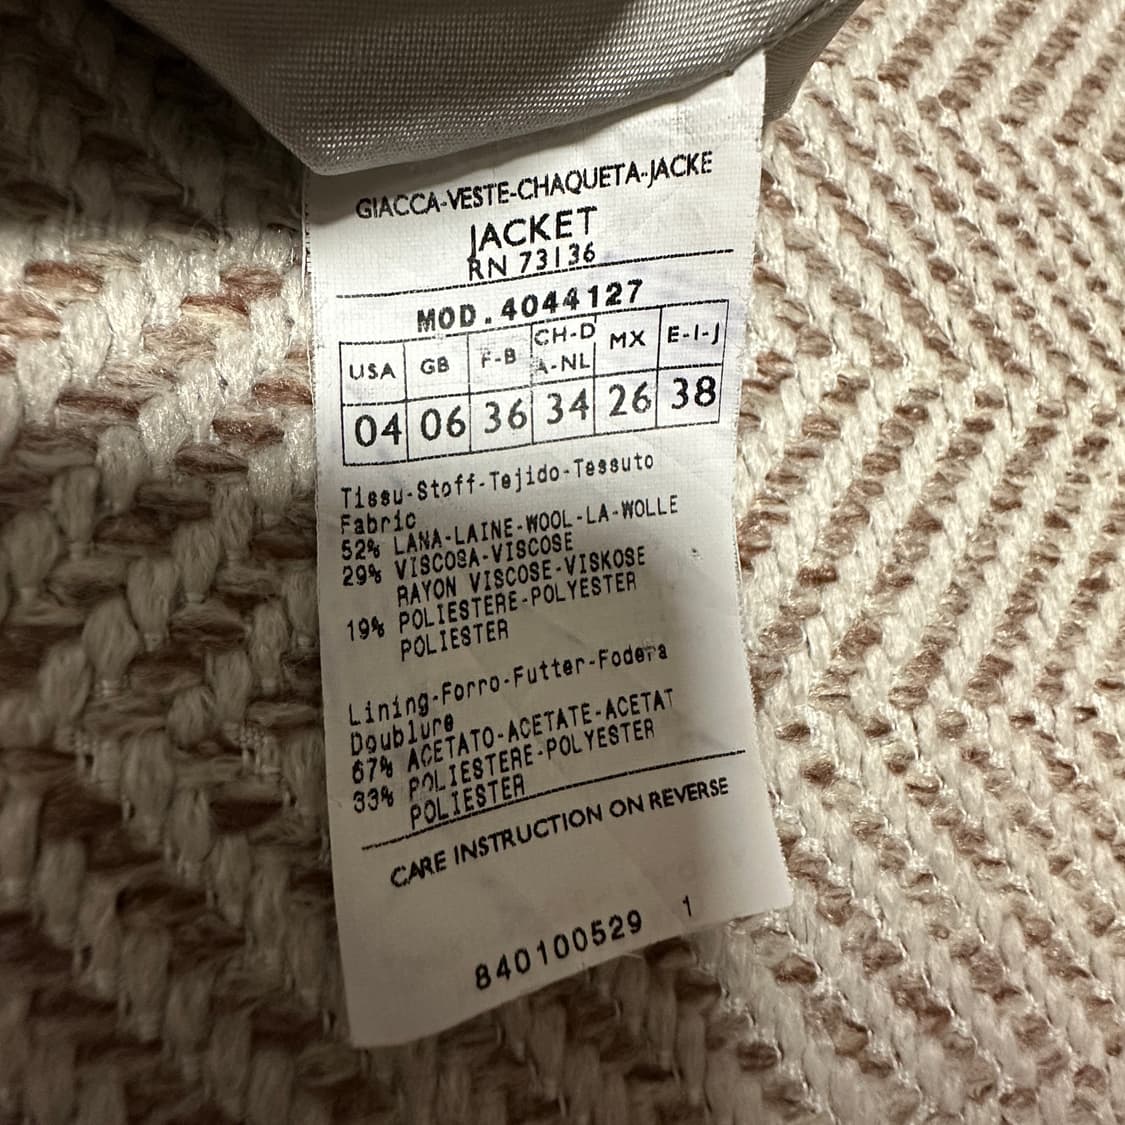 GIACCA-VESTE-CHAQUETA-JACKE
JACKET
RN 73136
MOD. 4044127
USA GB F-B CH-D A-NL MX E-I-J
04 06 36 34 26 38
Tissu-Stoff-Tejido-Tessuto
Fabric
52% LANA-LAINE-WOOL-LA-WOLLE
29% VISCOSA-VISCOSE
RAYON VISCOSE-VISKOSE
19% POLIESTERE-POLYESTER
POLIESTER
Lining-Forro-Futter-Fodera
Doublure
67% ACETATO-ACETATE-ACETAT
33% POLIESTERE-POLYESTER
POLIESTER
CARE INSTRUCTION ON REVERSE
840100529 1